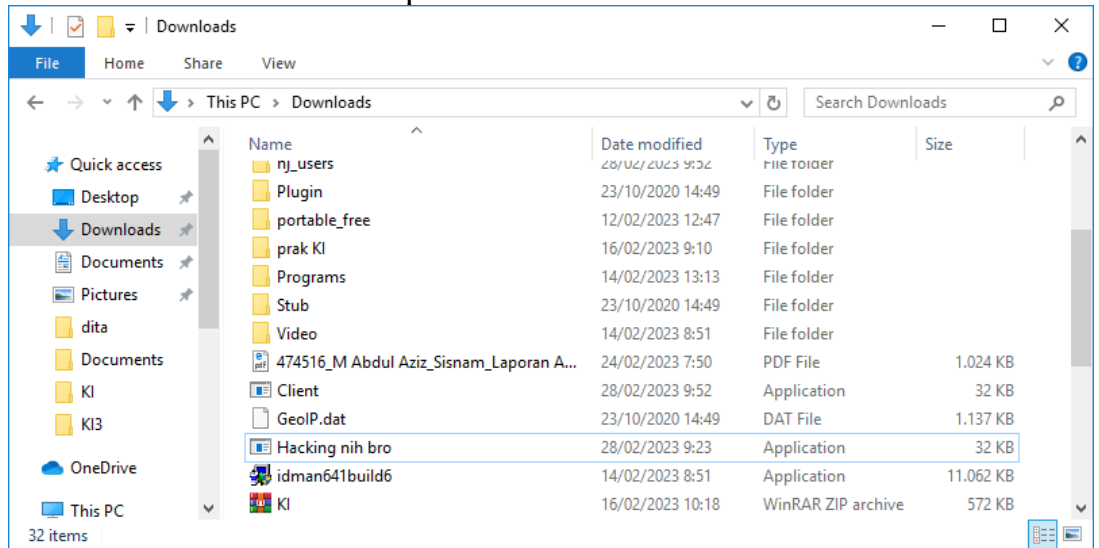 Downloads
File Home Share View
This PC > Downloads Search Downloads
Name Date modified Type Size
Quick access
Desktop
Downloads
Documents
Pictures
dita
Documents
KI
KI3
OneDrive
This PC
nj_users 28/02/2023 9:52 File folder
Plugin 23/10/2020 14:49 File folder
portable_free 12/02/2023 12:47 File folder
prak KI 16/02/2023 9:10 File folder
Programs 14/02/2023 13:13 File folder
Stub 23/10/2020 14:49 File folder
Video 14/02/2023 8:51 File folder
474516_M Abdul Aziz_Sisnam_Laporan A... 24/02/2023 7:50 PDF File 1.024 KB
Client 28/02/2023 9:52 Application 32 KB
GeoIP.dat 23/10/2020 14:49 DAT File 1.137 KB
Hacking nih bro 28/02/2023 9:23 Application 32 KB
idman641build6 14/02/2023 8:51 Application 11.062 KB
KI 16/02/2023 10:18 WinRAR ZIP archive 572 KB
32 items